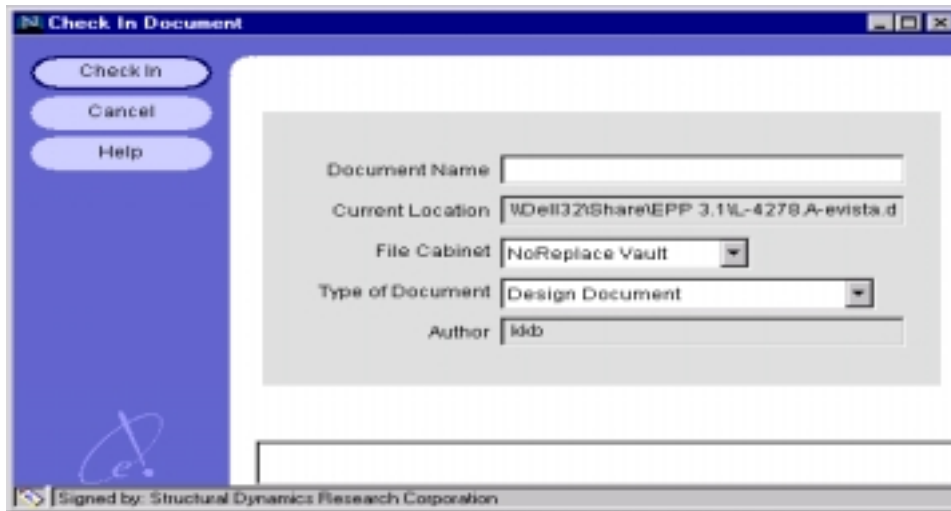 Check In Document
Check In
Cancel
Help
Document Name
Current Location \\Dell32\Share\EPP 3.1\L-4278.A-evista.d
File Cabinet NoReplace Vault
Type of Document Design Document
Author kkb
e!
Signed by: Structural Dynamics Research Corporation